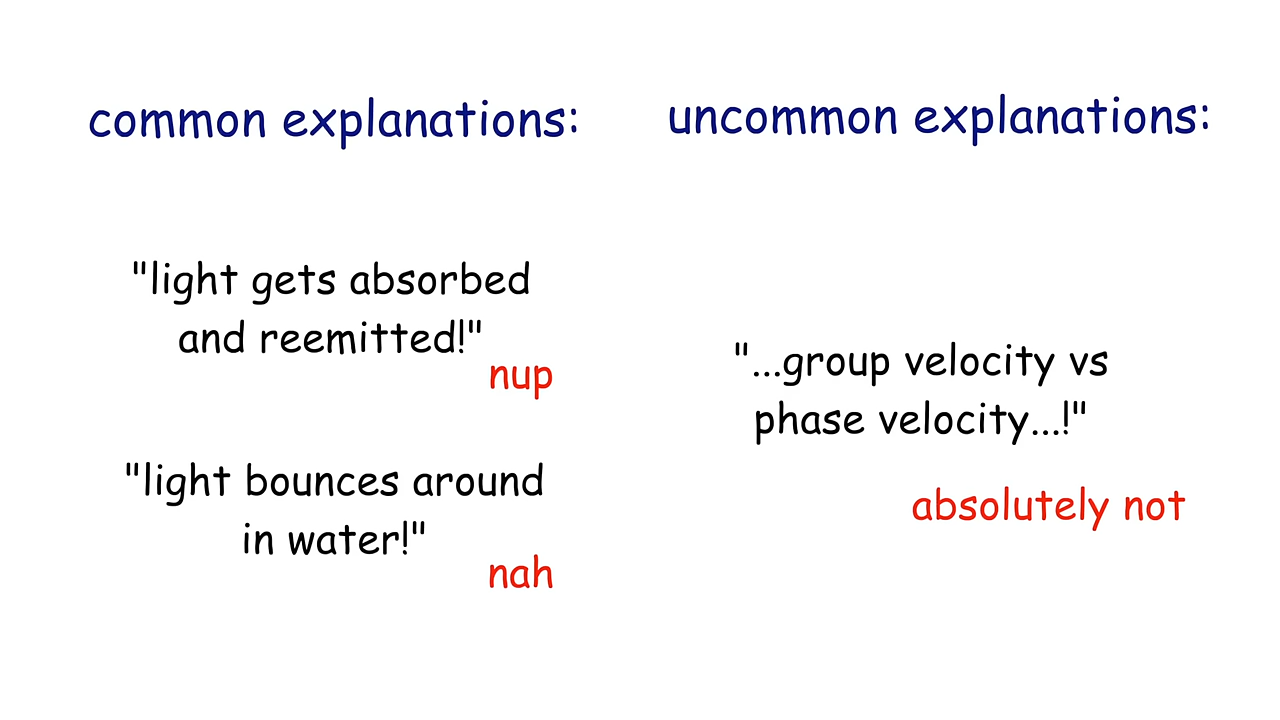 common explanations:
"light gets absorbed
and reemitted!"
nup
"light bounces around
in water!"
nah
uncommon explanations:
"...group velocity vs
phase velocity...!"
absolutely not